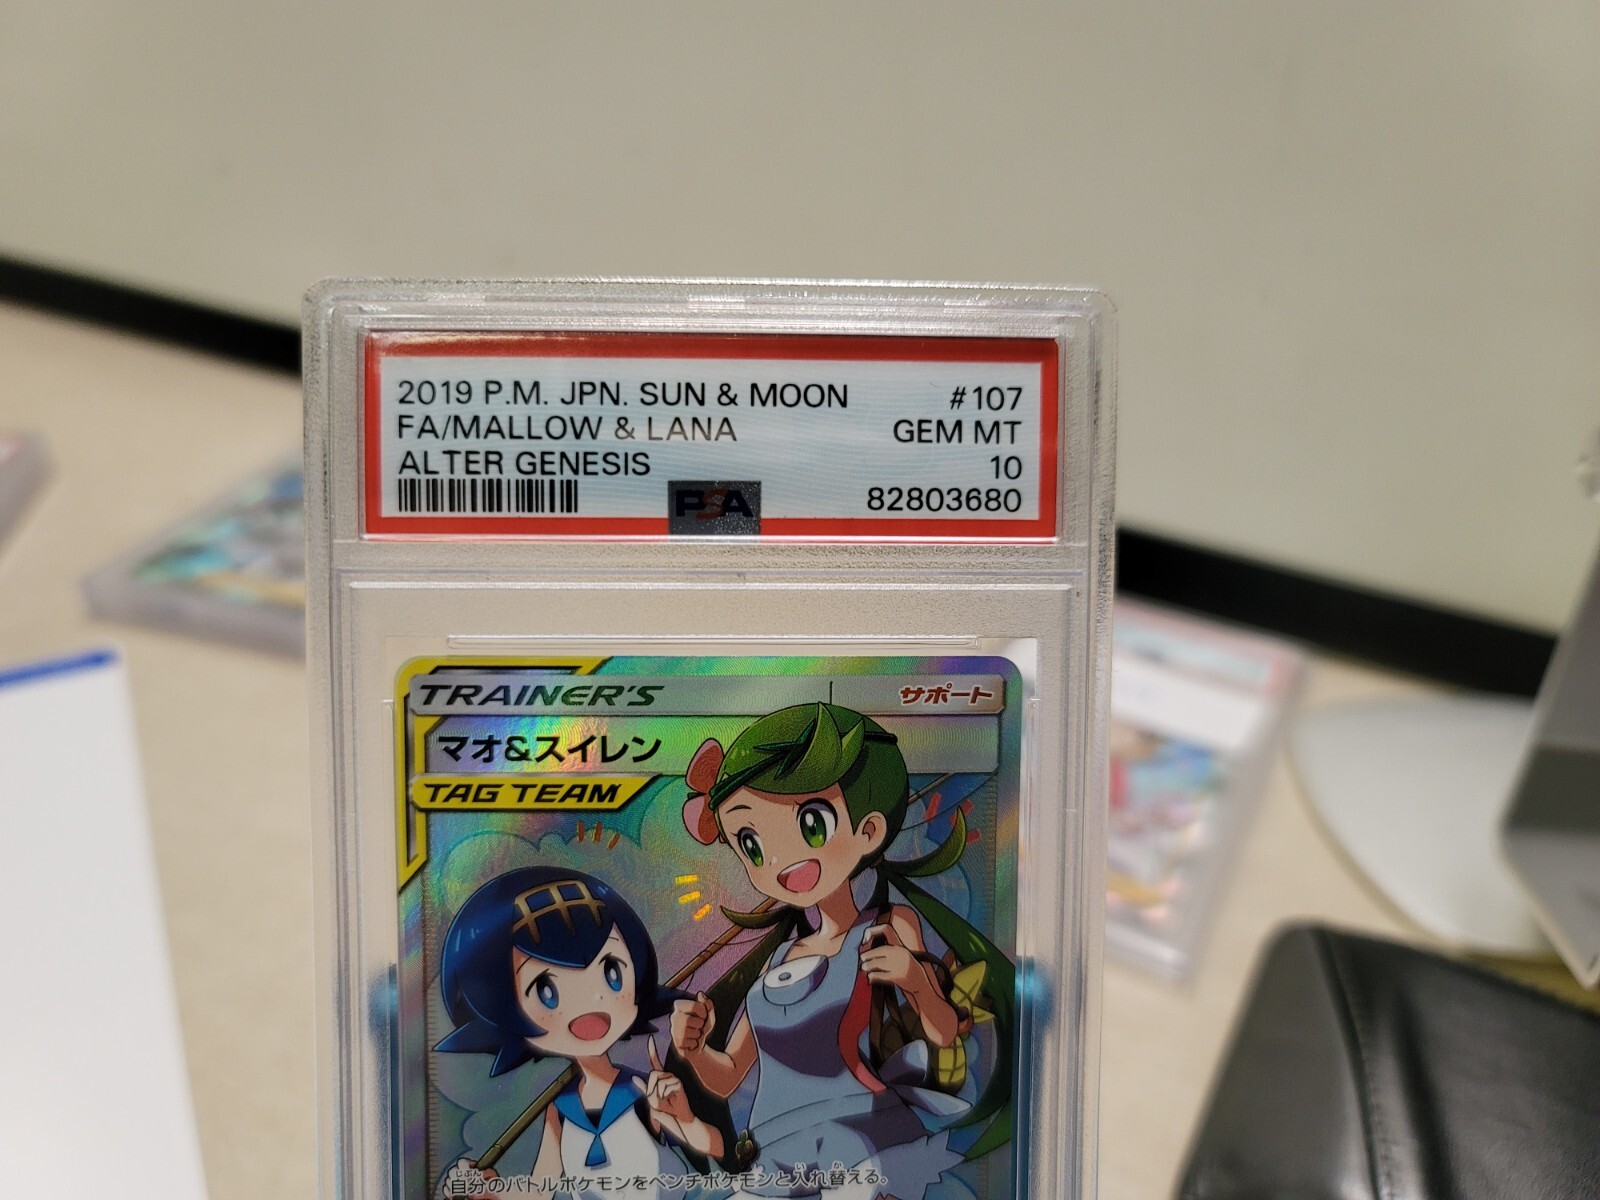 2019 P.M. JPN. SUN & MOON #107
FA/MALLOW & LANA GEM MT
ALTER GENESIS 10
PSA 82803680
TRAINER'S サポート
マオ&スイレン
TAG TEAM
自分のバトルポケモンをベンチポケモンと入れ替える。